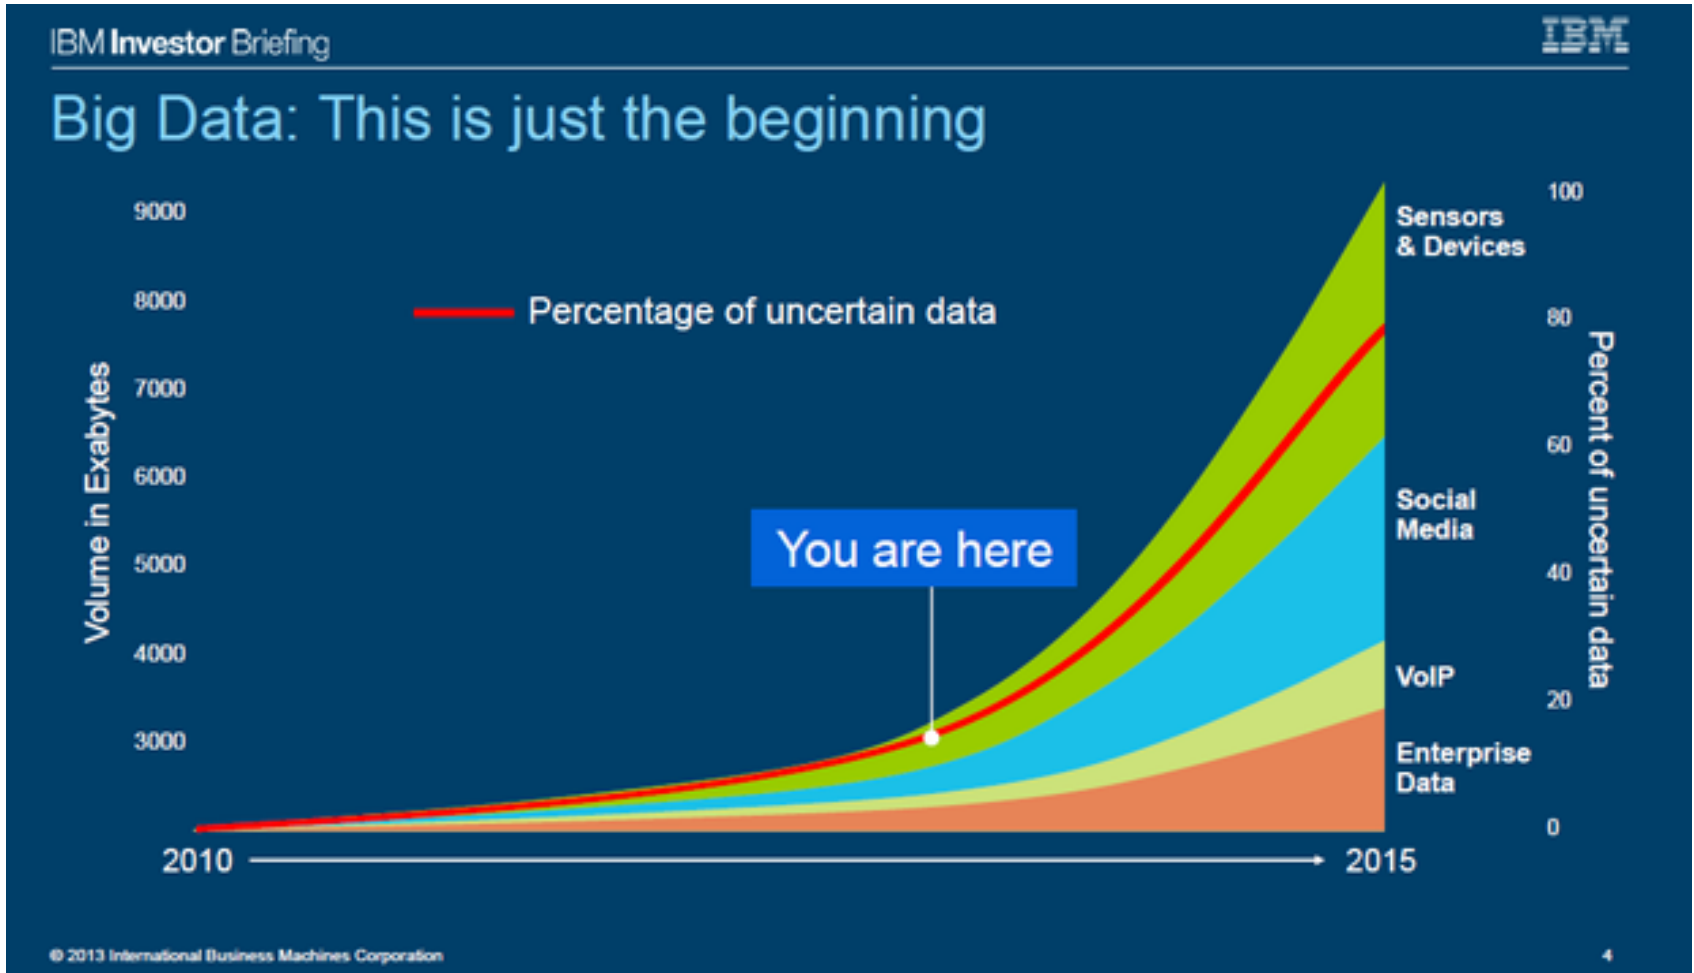 IBM Investor Briefing
IBM
Big Data: This is just the beginning
9000
8000
7000
6000
5000
4000
3000
Volume in Exabytes
Percentage of uncertain data
You are here
Sensors
& Devices
Social
Media
VoIP
Enterprise
Data
100
80
60
40
20
0
Percent of uncertain data
2010
2015
© 2013 International Business Machines Corporation
4